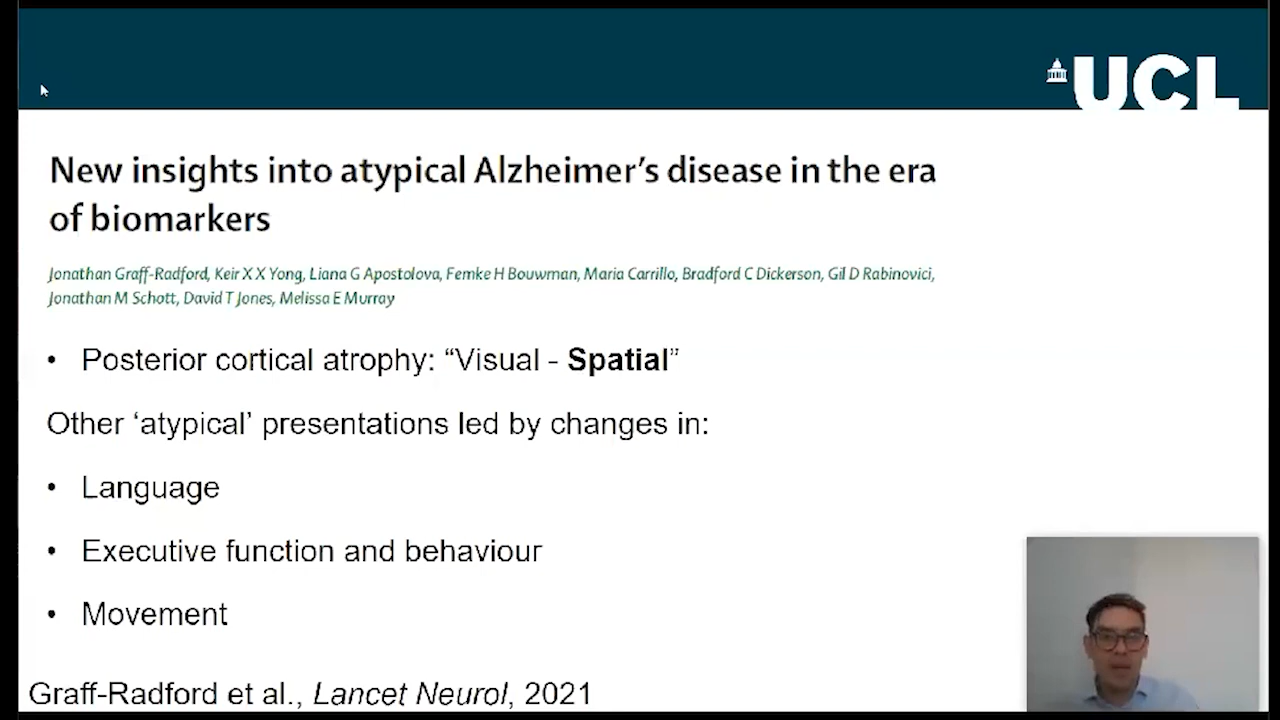 UCL
New insights into atypical Alzheimer's disease in the era
of biomarkers
Jonathan Graff-Radford, Keir X X Yong, Liana G Apostolova, Femke H Bouwman, Maria Carrillo, Bradford C Dickerson, Gil D Rabinovici,
Jonathan M Schott, David T Jones, Melissa E Murray
• Posterior cortical atrophy: “Visual - Spatial”
Other ‘atypical’ presentations led by changes in:
• Language
• Executive function and behaviour
• Movement
Graff-Radford et al., Lancet Neurol, 2021